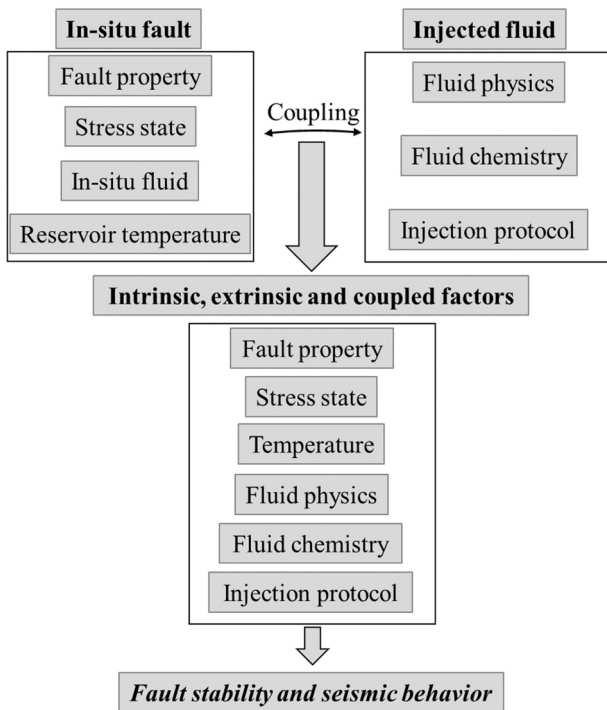 In-situ fault
Fault property
Stress state
In-situ fluid
Reservoir temperature
Coupling
Injected fluid
Fluid physics
Fluid chemistry
Injection protocol
Intrinsic, extrinsic and coupled factors
Fault property
Stress state
Temperature
Fluid physics
Fluid chemistry
Injection protocol
Fault stability and seismic behavior